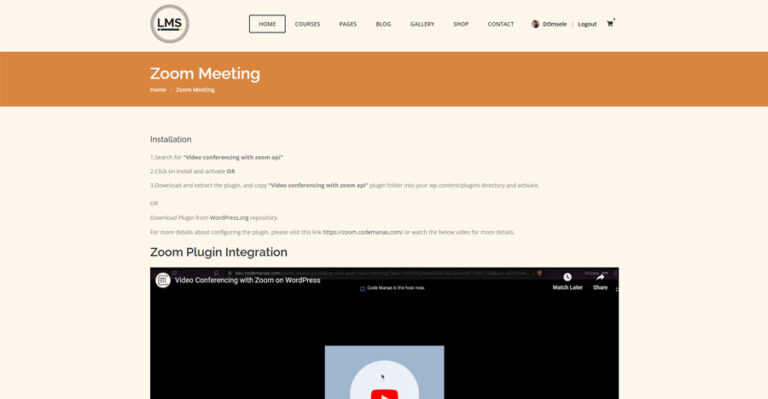 LMS
HOME COURSES PAGES BLOG GALLERY SHOP CONTACT Dtlmsele | Logout
Zoom Meeting
Home / Zoom Meeting
Installation
1.Search for "Video conferencing with zoom api"
2.Click on install and activate OR
3.Download and extract the plugin, and copy "Video conferencing with zoom api" plugin folder into your wp-content/plugins directory and activate.
OR
Download Plugin from WordPress.org repository.
For more details about configuring the plugin, please visit this link https://zoom.codemanas.com/ or watch the below video for more details.
Zoom Plugin Integration
Video Conferencing with Zoom on WordPress
Code Manas is the host now.
Watch Later Share